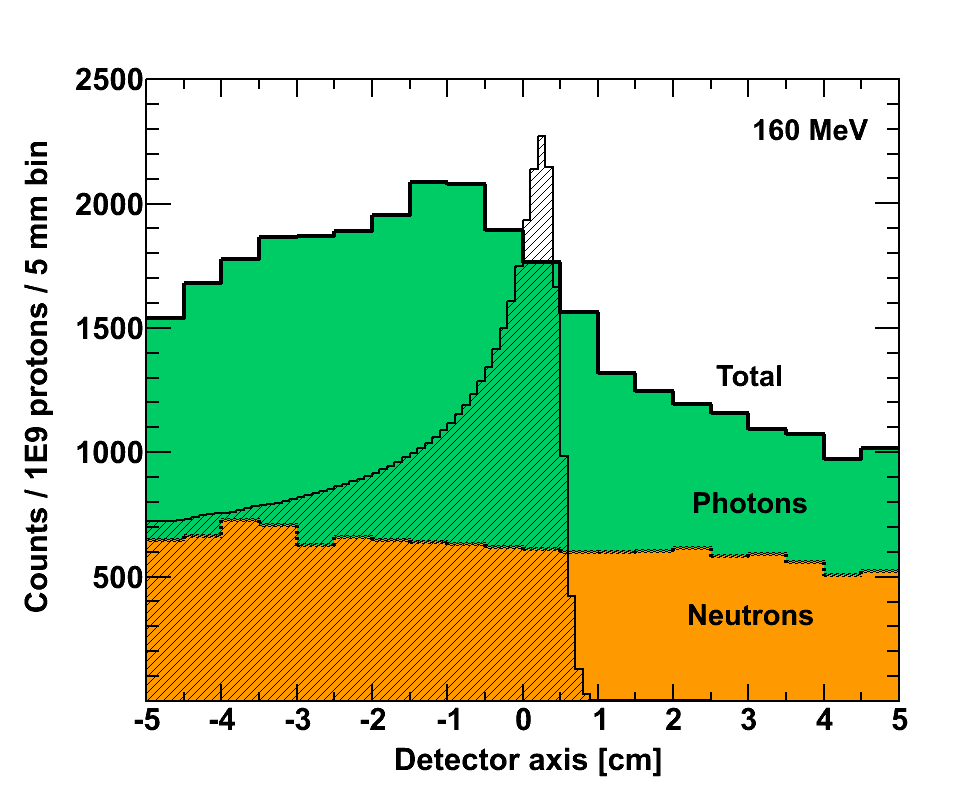 2500
160 MeV
2000
1500
Total
1000
Photons
500
Neutrons
-5 -4 -3 -2 -1 0 1 2 3 4 5
Detector axis [cm]
Counts / 1E9 protons / 5 mm bin